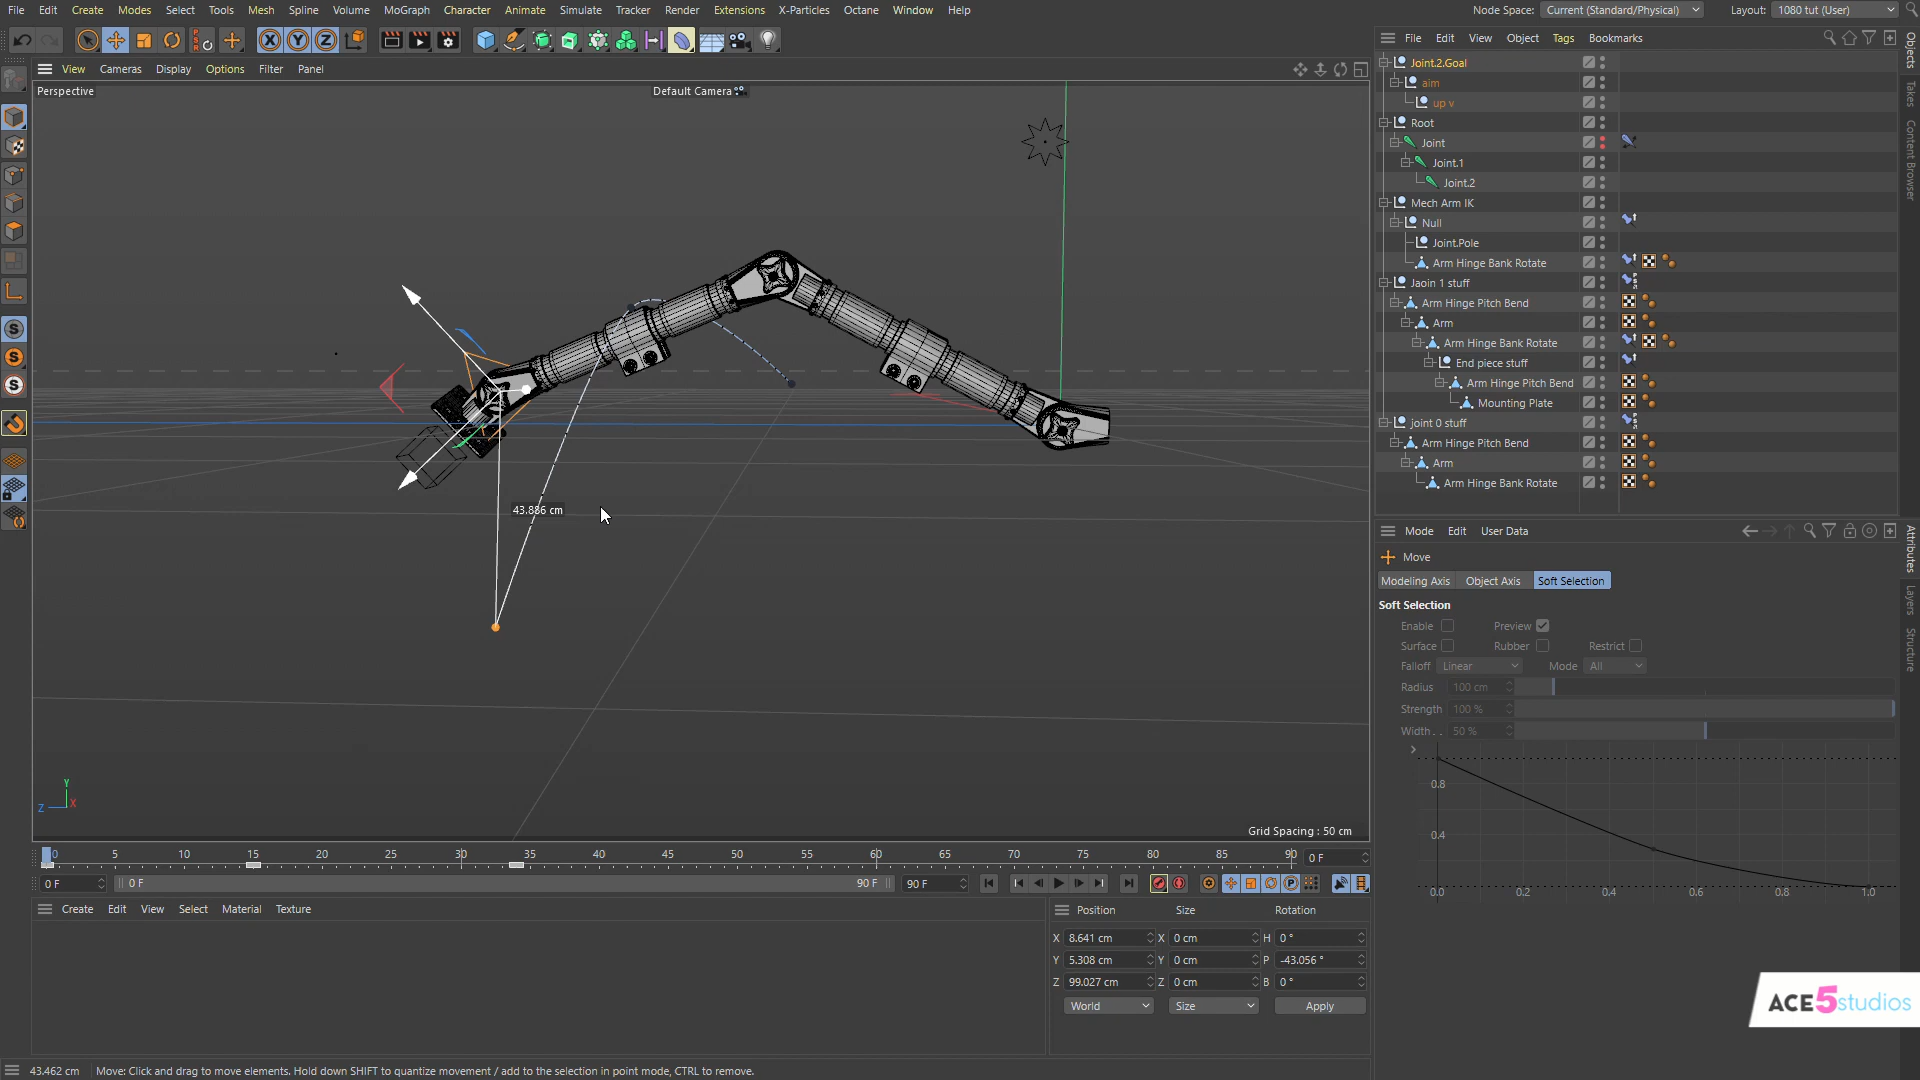 File Edit Create Modes Select Tools Mesh Spline Volume MoGraph Character Animate Simulate Tracker Render Extensions X-Particles Octane Window Help Node Space: Current (Standard/Physical) Layout: 1080 tut (User)
File Edit View Object Tags Bookmarks
View Cameras Display Options Filter Panel
Perspective Default Camera
Joint.2.Goal
aim
up v
Root
Joint
Joint.1
Joint.2
Mech Arm IK
Null
Joint.Pole
Arm Hinge Bank Rotate
Jaoin 1 stuff
Arm Hinge Pitch Bend
Arm
Arm Hinge Bank Rotate
End piece stuff
Arm Hinge Pitch Bend
Mounting Plate
joint 0 stuff
Arm Hinge Pitch Bend
Arm
Arm Hinge Bank Rotate
Objects
Takes
Content Browser
43.886 cm
Mode Edit User Data
Move
Modeling Axis Object Axis Soft Selection
Soft Selection
Enable Preview
Surface Rubber Restrict
Falloff Linear Mode All
Radius 100 cm
Strength 100 %
Width . . 50 %
0.8
0.4
0.0 0.2 0.4 0.6 0.8 1.0
Attributes
Layers
Structure
Y
Z X
Grid Spacing : 50 cm
0 5 10 15 20 25 30 35 40 45 50 55 60 65 70 75 80 85 90 0 F
0 F 0 F 90 F 90 F
Create Edit View Select Material Texture
Position Size Rotation
X 8.641 cm X 0 cm H 0 °
Y 5.308 cm Y 0 cm P -43.056 °
Z 99.027 cm Z 0 cm B 0 °
World Size Apply
ACE5studios
43.462 cm Move: Click and drag to move elements. Hold down SHIFT to quantize movement / add to the selection in point mode, CTRL to remove.